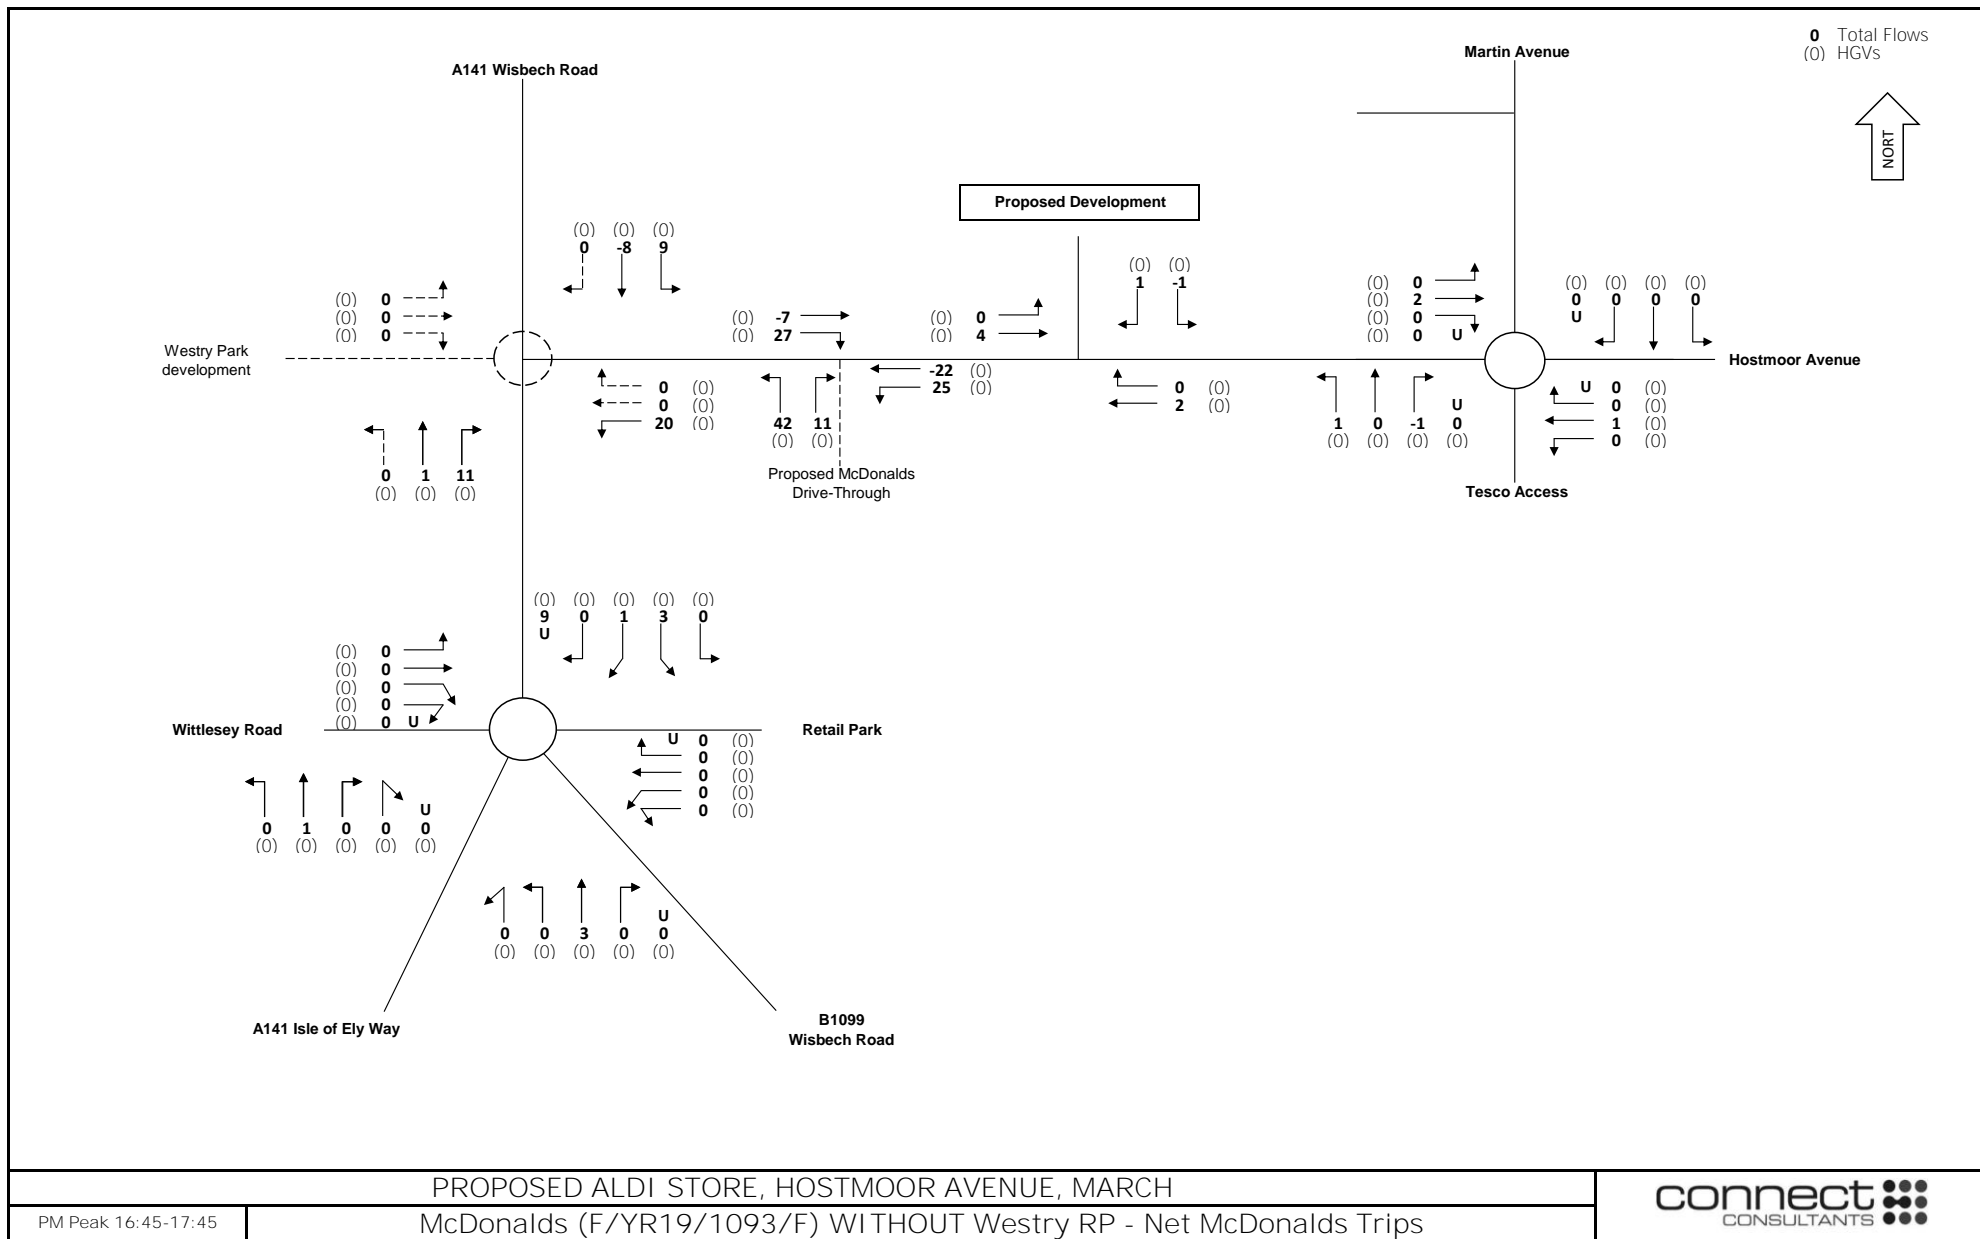 0 Total Flows
(0) HGVs
NORT
Martin Avenue
A141 Wisbech Road
Proposed Development
(0) (0) (0)
0 -8 9
(0) 0
(0) 0
(0) 0
Westry Park
development
(0) -7
(0) 27
(0) 0
(0) 4
(0) (0)
1 -1
(0) 0
(0) 2
(0) 0
(0) 0 U
(0) (0) (0) (0)
0 0 0 0
U
Hostmoor Avenue
0 (0)
0 (0)
20 (0)
42 11
(0) (0)
-22 (0)
25 (0)
0 (0)
2 (0)
U
1 0 -1 0
(0) (0) (0) (0)
U 0 (0)
0 (0)
1 (0)
0 (0)
0 1 11
(0) (0) (0)
Proposed McDonalds
Drive-Through
Tesco Access
(0) (0) (0) (0) (0)
9 0 1 3 0
U
(0) 0
(0) 0
(0) 0
(0) 0
(0) 0 U
Wittlesey Road
Retail Park
U 0 (0)
0 (0)
0 (0)
0 (0)
0 (0)
U
0 1 0 0 0
(0) (0) (0) (0) (0)
U
0 0 3 0 0
(0) (0) (0) (0) (0)
A141 Isle of Ely Way
B1099
Wisbech Road
PROPOSED ALDI STORE, HOSTMOOR AVENUE, MARCH
PM Peak 16:45-17:45
McDonalds (F/YR19/1093/F) WITHOUT Westry RP - Net McDonalds Trips
connect
CONSULTANTS